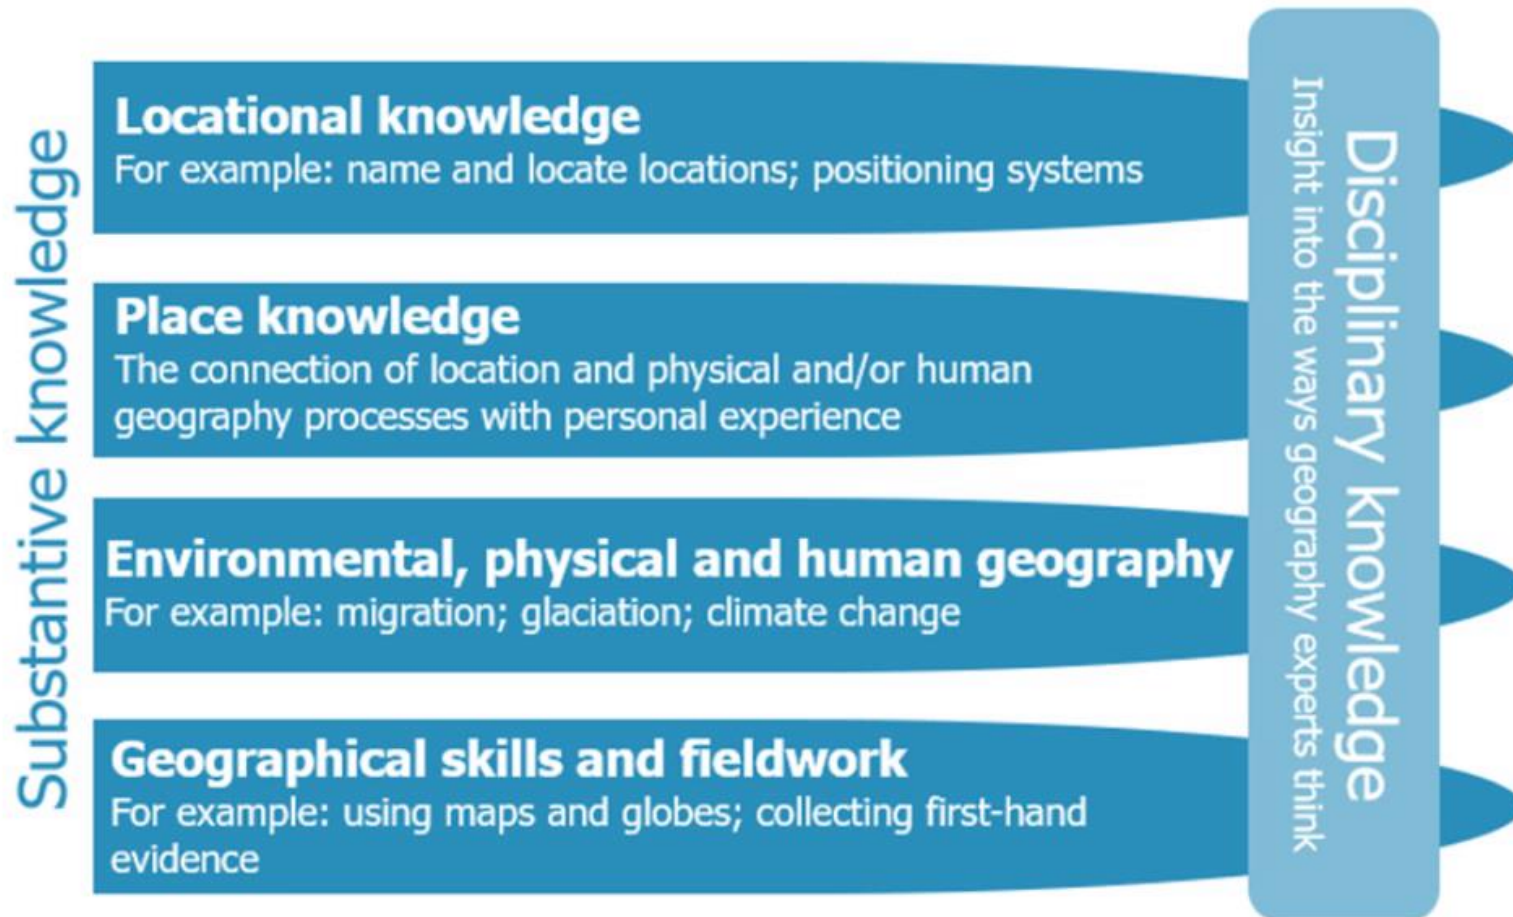 Substantive knowledge
Locational knowledge
For example: name and locate locations; positioning systems
Place knowledge
The connection of location and physical and/or human
geography processes with personal experience
Environmental, physical and human geography
For example: migration; glaciation; climate change
Geographical skills and fieldwork
For example: using maps and globes; collecting first-hand
evidence
Disciplinary knowledge
Insight into the ways geography experts think